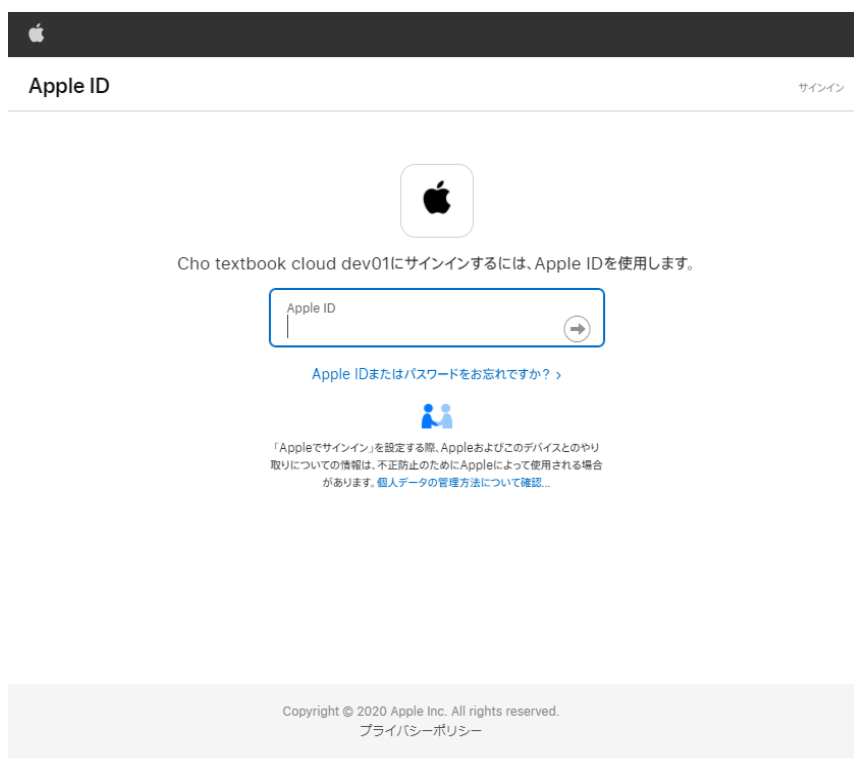 Apple ID
サインイン
Cho textbook cloud dev01にサインインするには、Apple IDを使用します。
Apple ID
Apple IDまたはパスワードをお忘れですか? >
「Appleでサインイン」を設定する際、Appleおよびこのデバイスとのやり
取りについての情報は、不正防止のためにAppleによって使用される場合
があります。個人データの管理方法について確認...
Copyright © 2020 Apple Inc. All rights reserved.
プライバシーポリシー